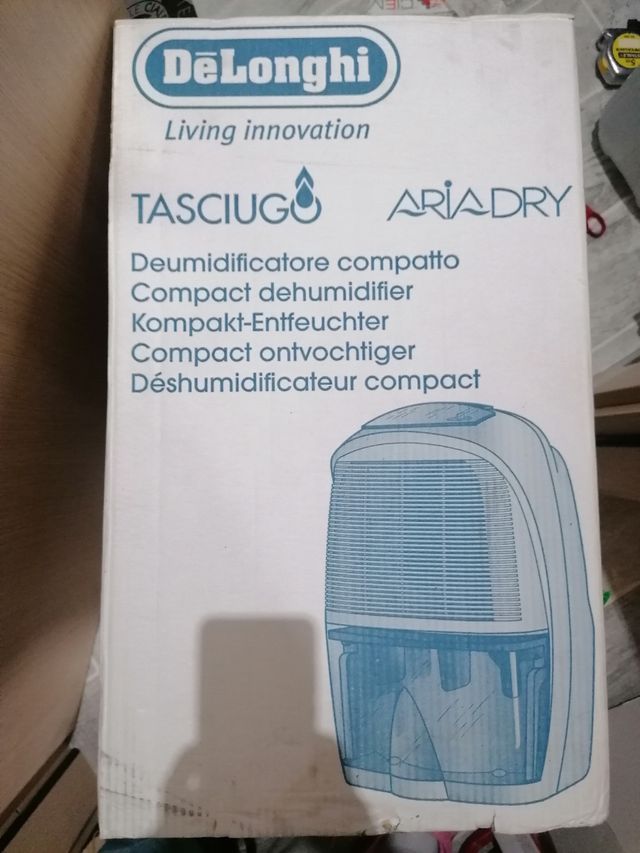 DēLonghi
Living innovation
TASCIUGO
ARiADRY
Deumidificatore compatto
Compact dehumidifier
Kompakt-Entfeuchter
Compact ontvochtiger
Déshumidificateur compact